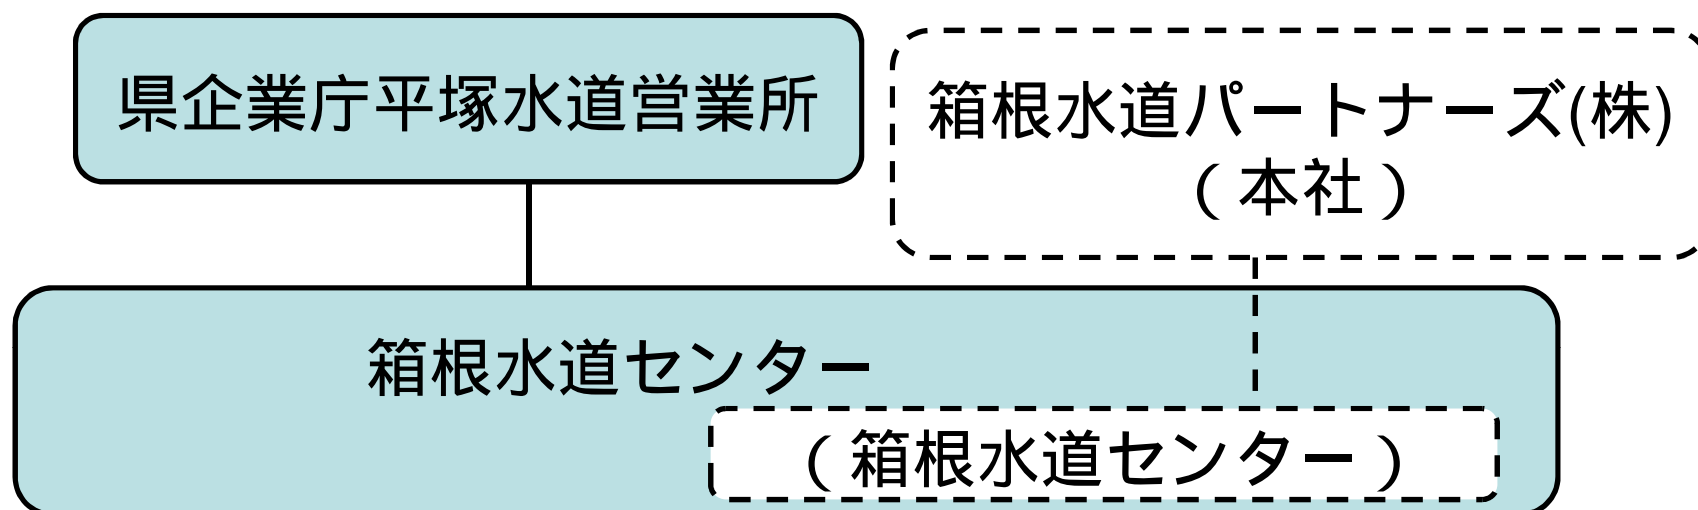 県企業庁平塚水道営業所
箱根水道パートナーズ(株)
（本社）
箱根水道センター
（箱根水道センター）